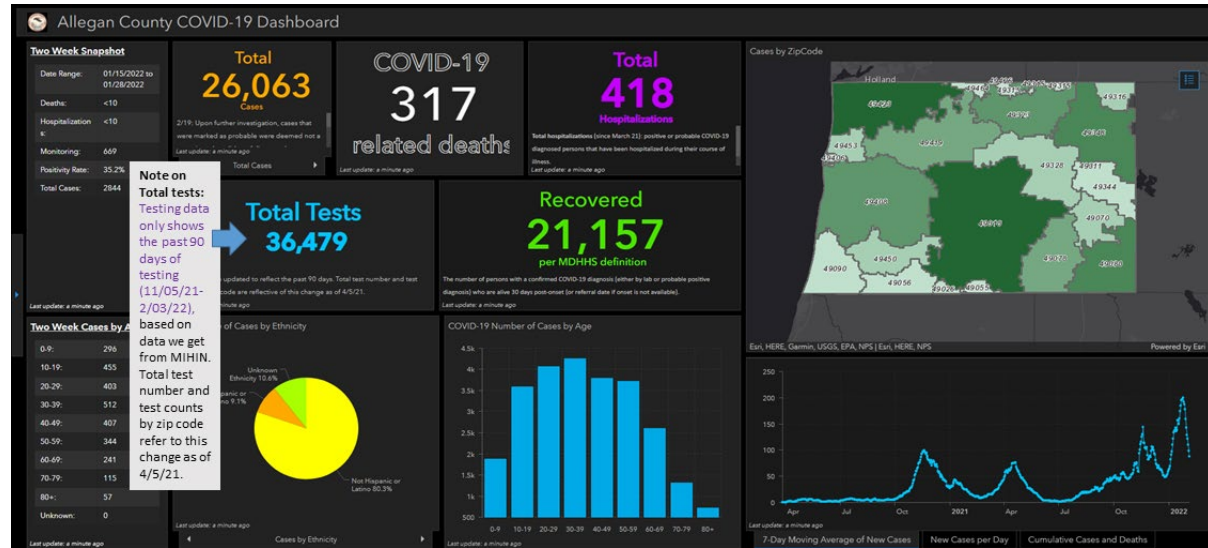 Allegan County COVID-19 Dashboard
Two Week Snapshot
Date Range: 01/15/2022 to
01/28/2022
Deaths: <10
Hospitalization
s: <10
Monitoring: 669
Positivity Rate: 35.2%
Total Cases: 2844
Last update: a minute ago
Total
26,063
Cases
2/19: Upon further investigation, cases that
were marked as probable were deemed not a
Last update: a minute ago
Total Cases
COVID-19
317
related deaths
Last update: a minute ago
Total
418
Hospitalizations
Total hospitalizations (since March 21): positive or probable COVID-19
diagnosed persons that have been hospitalized during their course of
illness.
Last update: a minute ago
Note on
Total tests:
Testing data
only shows
the past 90
days of
testing
(11/05/21-
2/03/22),
based on
data we get
from MIHIN.
Total test
number and
test counts
by zip code
refer to this
change as of
4/5/21.
Total Tests
36,479
updated to reflect the past 90 days. Total test number and test
code are reflective of this change as of 4/5/21.
Recovered
21,157
per MDHHS definition
The number of persons with a confirmed COVID-19 diagnosis (either by lab or probable positive
diagnosis) who are alive 30 days post-onset (or referral date if onset is not available).
Last update: a minute ago
Two Week Cases by A
0-9: 296
10-19: 455
20-29: 403
30-39: 512
40-49: 407
50-59: 344
60-69: 241
70-79: 115
80+: 57
Unknown: 0
Last update: a minute ago
of Cases by Ethnicity
Unknown
Ethnicity 10.6%
panic or
no 9.1%
Not Hispanic or
Latino 80.3%
Last update: a minute ago
Cases by Ethnicity
COVID-19 Number of Cases by Age
4.5k
4k
3.5k
3k
2.5k
2k
1.5k
1k
500
0-9 10-19 20-29 30-39 40-49 50-59 60-69 70-79 80+
Last update: a minute ago
Cases by ZipCode
Holland
49316
49423
49323
49348
49453
49419
49406
49328
49311
49344
49408
49070
49010
49090
49450
49078
49080
49056
49026
49055
Esri, HERE, Garmin, USGS, EPA, NPS | Esri, HERE, NPS
Powered by Esri
250
200
150
100
50
0
Apr Jul Oct 2021 Apr Jul Oct 2022
Last update: a minute ago
7-Day Moving Average of New Cases
New Cases per Day
Cumulative Cases and Deaths